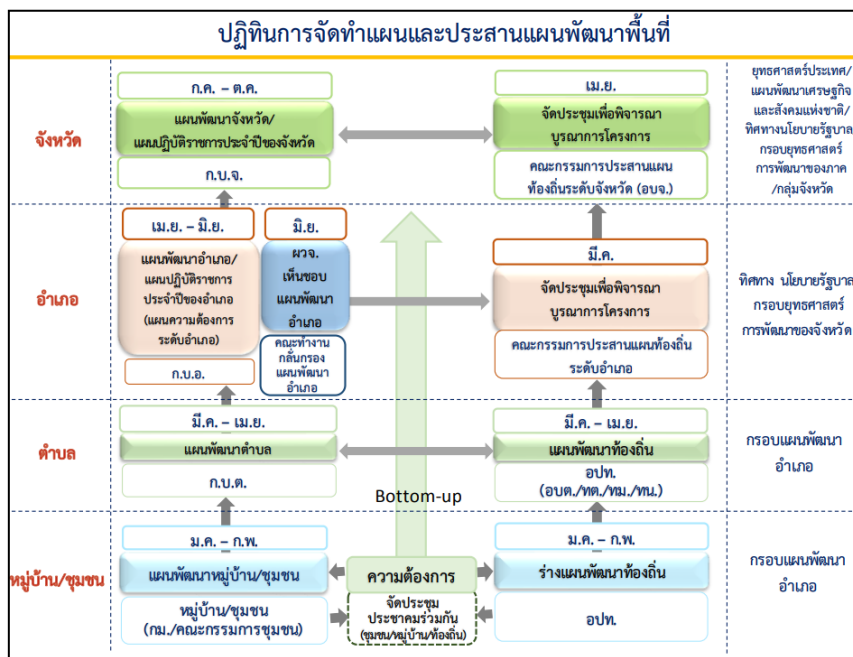 ปฏิทินการจัดทำแผนและประสานแผนพัฒนาพื้นที่
จังหวัด
ก.ค. – ต.ค.
แผนพัฒนาจังหวัด/
แผนปฏิบัติราชการประจำปีของจังหวัด
ก.บ.จ.
เม.ย.
จัดประชุมเพื่อพิจารณา
บูรณาการโครงการ
คณะกรรมการประสานแผน
ท้องถิ่นระดับจังหวัด (อบจ.)
ยุทธศาสตร์ประเทศ/
แผนพัฒนาเศรษฐกิจ
และสังคมแห่งชาติ/
ทิศทางนโยบายรัฐบาล
กรอบยุทธศาสตร์
การพัฒนาของภาค
/กลุ่มจังหวัด
อำเภอ
เม.ย. – มิ.ย.
แผนพัฒนาอำเภอ/
แผนปฏิบัติราชการ
ประจำปีของอำเภอ
(แผนความต้องการ
ระดับอำเภอ)
ก.บ.อ.
มิ.ย.
ผวจ.
เห็นชอบ
แผนพัฒนา
อำเภอ
คณะทำงาน
กลั่นกรอง
แผนพัฒนา
อำเภอ
มี.ค.
จัดประชุมเพื่อพิจารณา
บูรณาการโครงการ
คณะกรรมการประสานแผนท้องถิ่น
ระดับอำเภอ
ทิศทาง นโยบายรัฐบาล
กรอบยุทธศาสตร์
การพัฒนาของจังหวัด
ตำบล
มี.ค. – เม.ย.
แผนพัฒนาตำบล
ก.บ.ต.
มี.ค. – เม.ย.
แผนพัฒนาท้องถิ่น
อปท.
(อบต./ทต./ทม./ทน.)
กรอบแผนพัฒนา
อำเภอ
Bottom-up
หมู่บ้าน/ชุมชน
ม.ค. – ก.พ.
แผนพัฒนาหมู่บ้าน/ชุมชน
หมู่บ้าน/ชุมชน
(กม./คณะกรรมการชุมชน)
ความต้องการ
จัดประชุม
ประชาคมร่วมกัน
(ชุมชน/หมู่บ้าน/ท้องถิ่น)
ม.ค. – ก.พ.
ร่างแผนพัฒนาท้องถิ่น
อปท.
กรอบแผนพัฒนา
อำเภอ